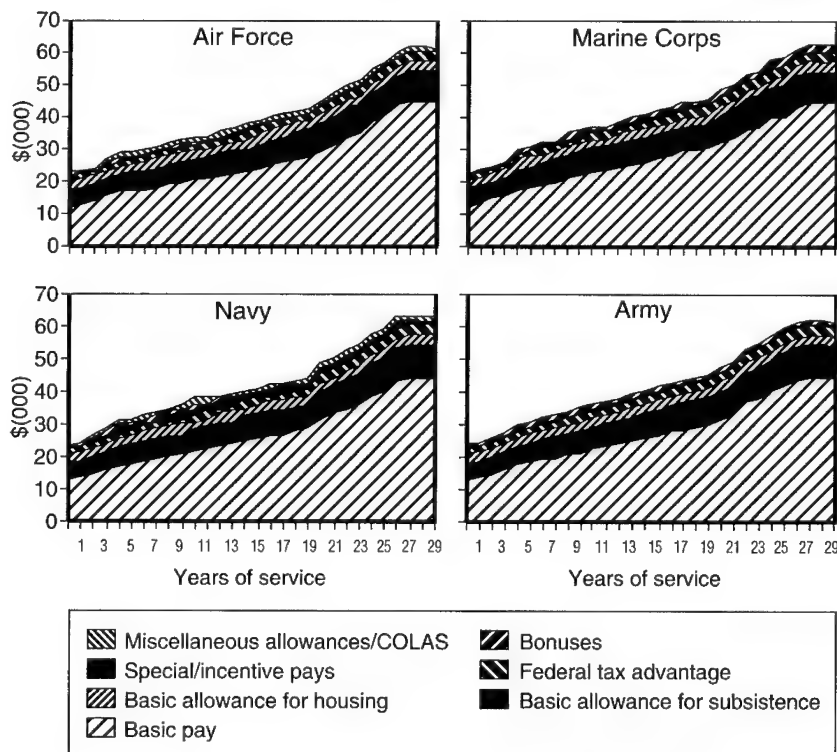 Air Force
Marine Corps
70
60
50
40
30
20
10
0
$(000)
Navy
Army
70
60
50
40
30
20
10
0
$(000)
1 3 5 7 9 11 13 15 17 19 21 23 25 27 29
1 3 5 7 9 11 13 15 17 19 21 23 25 27 29
Years of service
Years of service
Miscellaneous allowances/COLAS
Special/incentive pays
Basic allowance for housing
Basic pay
Bonuses
Federal tax advantage
Basic allowance for subsistence